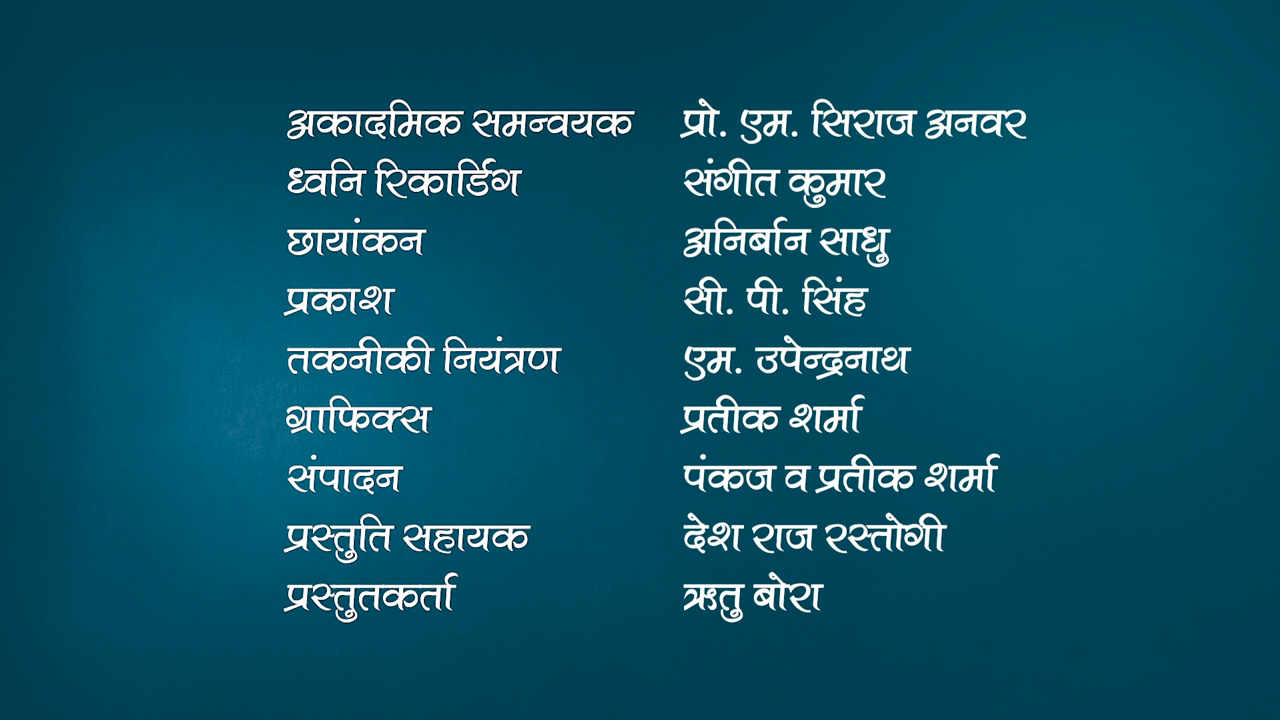 अकादमिक समन्वयक प्रो. एम. सिराज अनवर
ध्वनि रिकार्डिंग संगीत कुमार
छायांकन अनिर्बान साधु
प्रकाश सी. पी. सिंह
तकनीकी नियंत्रण एम. उपेन्द्रनाथ
ग्राफिक्स प्रतीक शर्मा
संपादन पंकज व प्रतीक शर्मा
प्रस्तुति सहायक देश राज रस्तोगी
प्रस्तुतकर्ता ऋतु बोरा